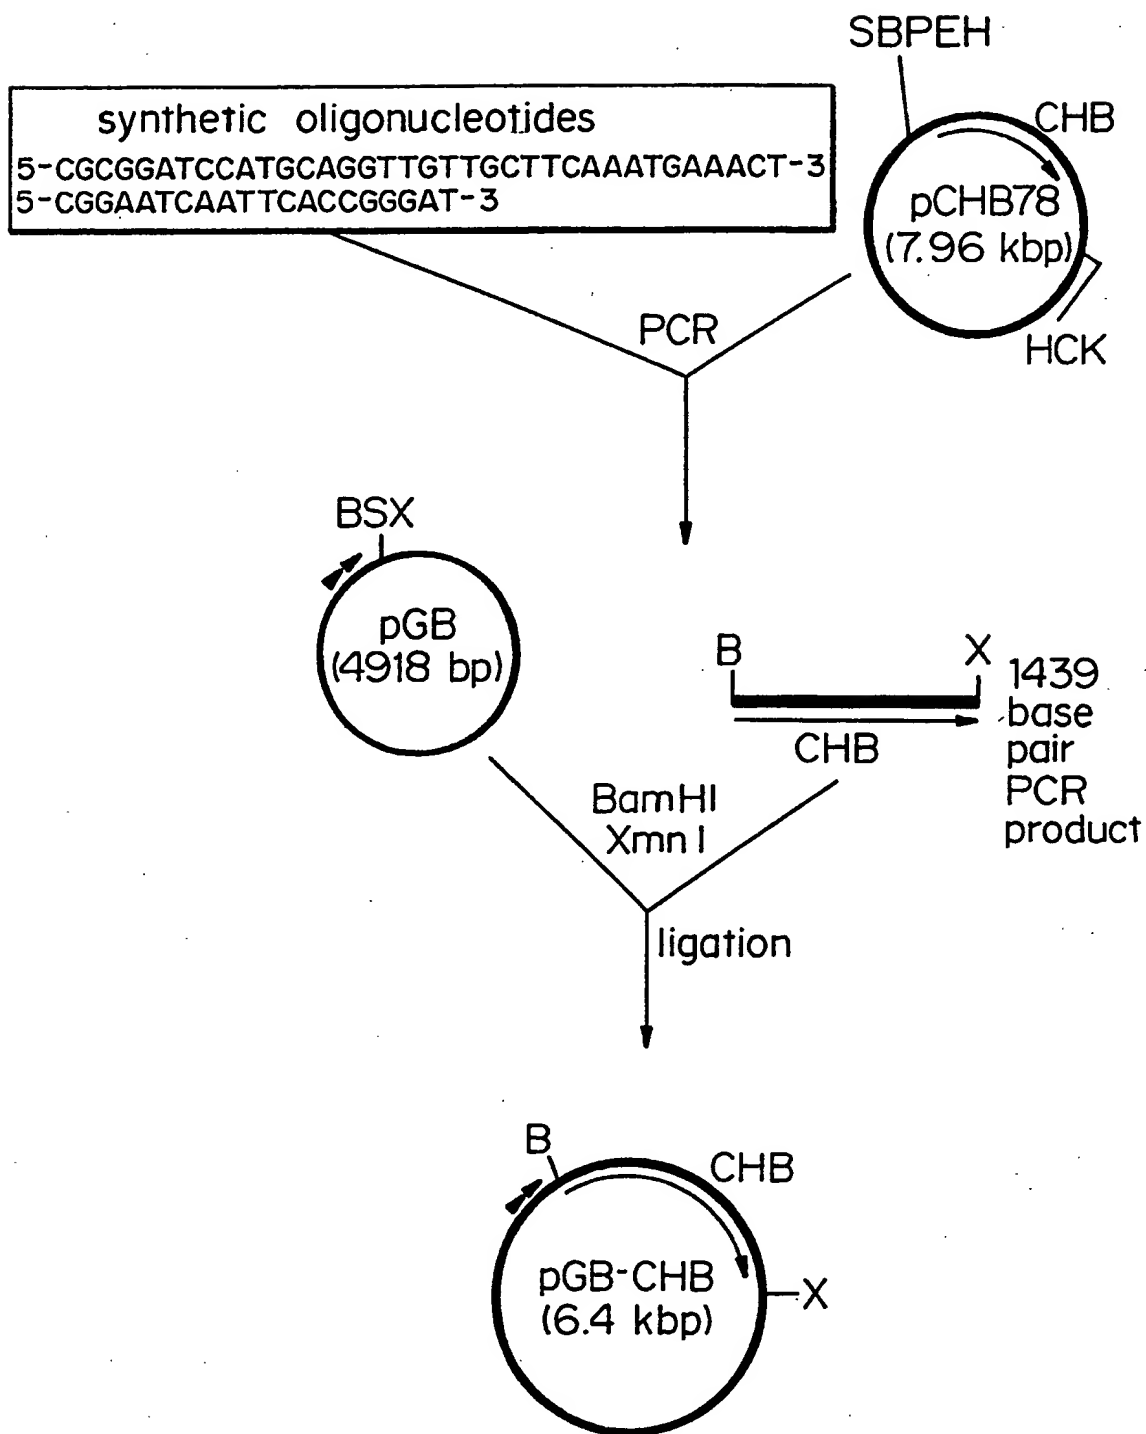 SBPEH
synthetic oligonucleotides
5-CGCGGATCCATGCAGGTTGTTGCTTCAAATGAAACT-3
5-CGGAATCAATTCACCGGGAT-3
CHB
pCHB78
(7.96 kbp)
HCK
PCR
BSX
pGB
(4918 bp)
B
X
CHB
1439
base
pair
PCR
product
BamHI
Xmn I
ligation
B
CHB
pGB-CHB
(6.4 kbp)
X